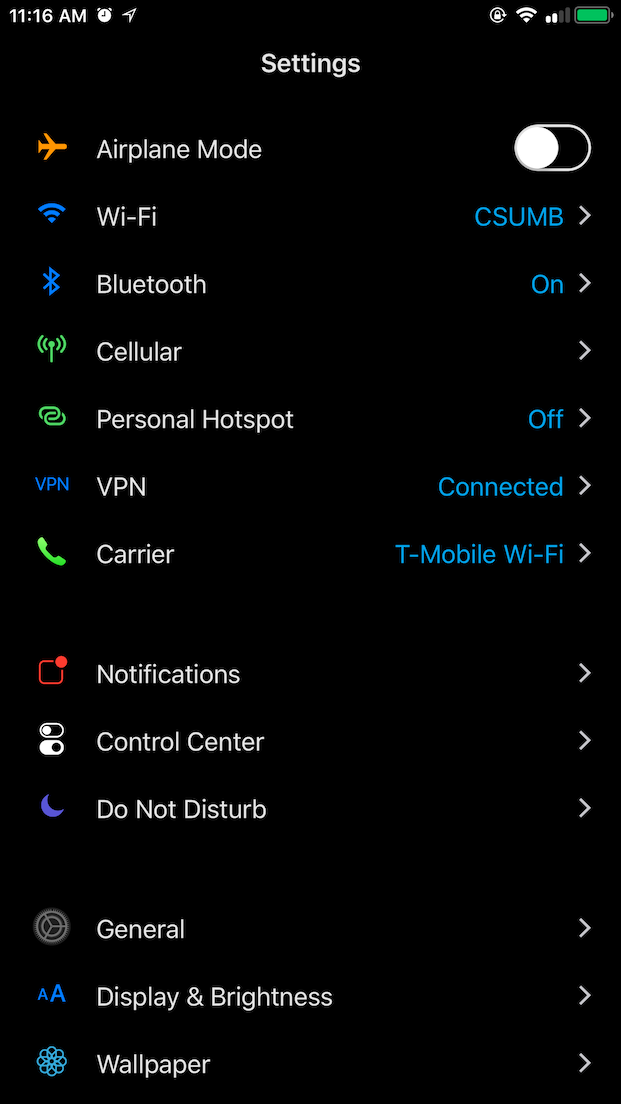 11:16 AM
Settings
Airplane Mode
Wi-Fi CSUMB
Bluetooth On
Cellular
Personal Hotspot Off
VPN VPN Connected
Carrier T-Mobile Wi-Fi
Notifications
Control Center
Do Not Disturb
General
AA Display & Brightness
Wallpaper